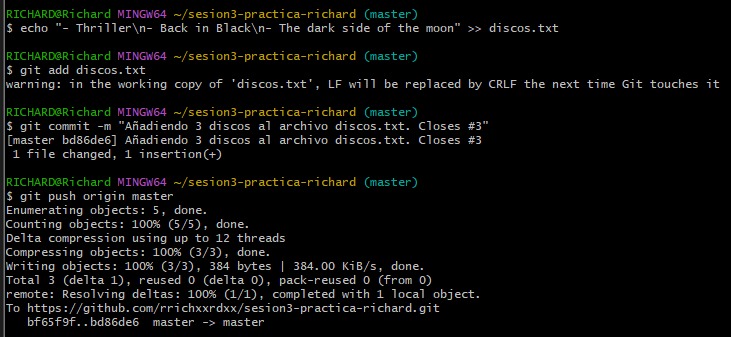 RICHARD@Richard MINGW64 ~/sesion3-practica-richard (master)
$ echo "- Thriller\n- Back in Black\n- The dark side of the moon" >> discos.txt
RICHARD@Richard MINGW64 ~/sesion3-practica-richard (master)
$ git add discos.txt
warning: in the working copy of 'discos.txt', LF will be replaced by CRLF the next time Git touches it
RICHARD@Richard MINGW64 ~/sesion3-practica-richard (master)
$ git commit -m "Añadiendo 3 discos al archivo discos.txt. Closes #3"
[master bd86de6] Añadiendo 3 discos al archivo discos.txt. Closes #3
 1 file changed, 1 insertion(+)
RICHARD@Richard MINGW64 ~/sesion3-practica-richard (master)
$ git push origin master
Enumerating objects: 5, done.
Counting objects: 100% (5/5), done.
Delta compression using up to 12 threads
Compressing objects: 100% (3/3), done.
Writing objects: 100% (3/3), 384 bytes | 384.00 KiB/s, done.
Total 3 (delta 1), reused 0 (delta 0), pack-reused 0 (from 0)
remote: Resolving deltas: 100% (1/1), completed with 1 local object.
To https://github.com/rrichxxrdxx/sesion3-practica-richard.git
   bf65f9f..bd86de6  master -> master